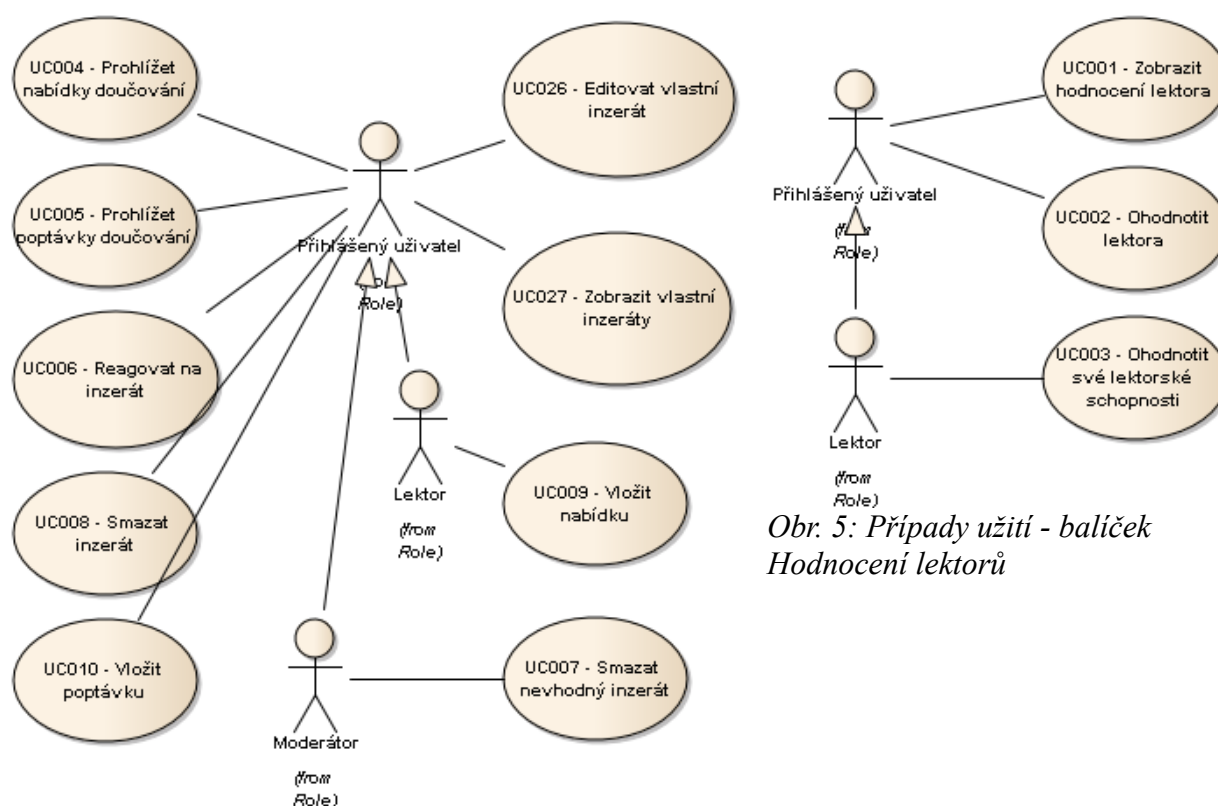 UC004 - Prohlížet
nabídky doučování
UC005 - Prohlížet
poptávky doučování
UC006 - Reagovat na
inzerát
UC008 - Smazat
inzerát
UC010 - Vložit
poptávku
Přihlášený uživatel
(from
Role)
Lektor
(from
Role)
Moderátor
(from
Role)
UC026 - Editovat vlastní
inzerát
UC027 - Zobrazit vlastní
inzeráty
UC009 - Vložit
nabídku
UC007 - Smazat
nevhodný inzerát
Přihlášený uživatel
(from
Role)
Lektor
(from
Role)
UC001 - Zobrazit
hodnocení lektora
UC002 - Ohodnotit
lektora
UC003 - Ohodnotit
své lektorské
schopnosti
Obr. 5: Případy užití - balíček
Hodnocení lektorů